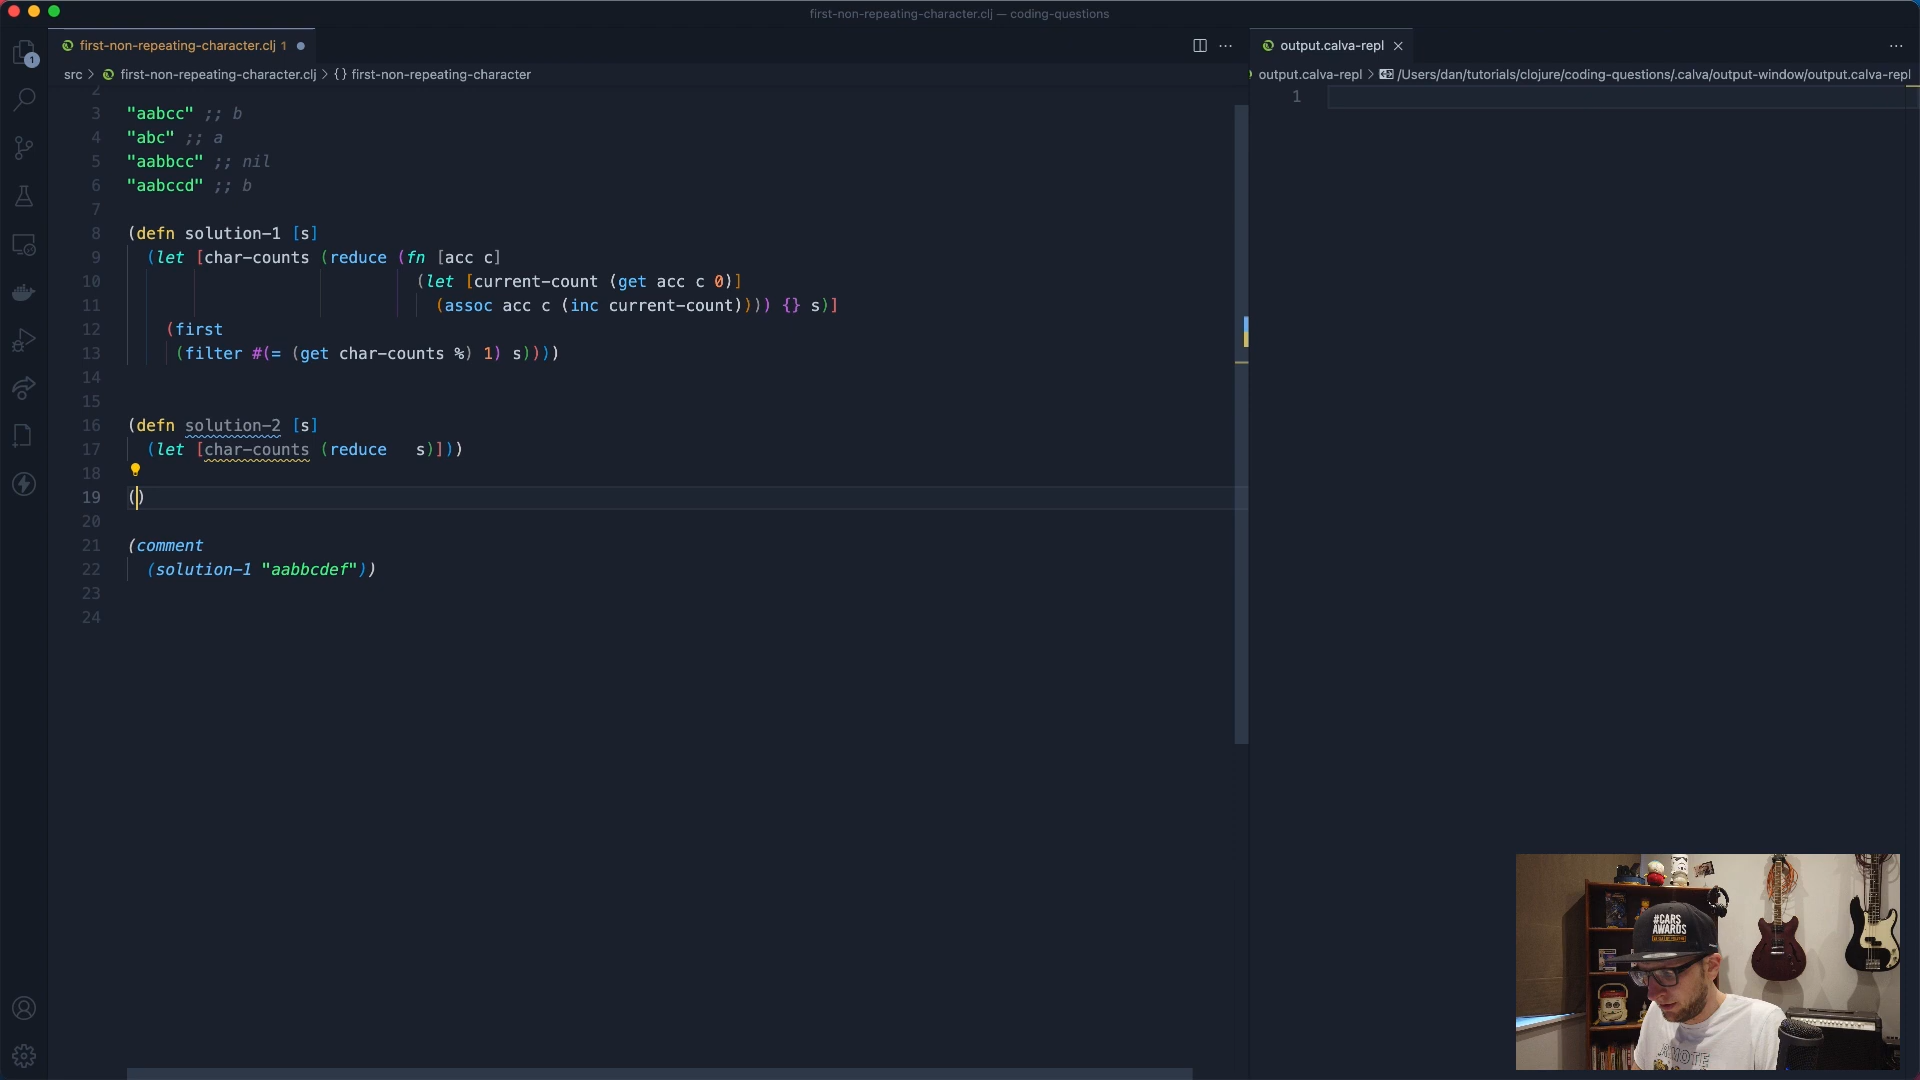 first-non-repeating-character.clj — coding-questions
first-non-repeating-character.clj 1
output.calva-repl
src > first-non-repeating-character.clj > {} first-non-repeating-character
output.calva-repl > /Users/dan/tutorials/clojure/coding-questions/.calva/output-window/output.calva-repl
1
1
2
3 "aabcc" ;; b
4 "abc" ;; a
5 "aabbcc" ;; nil
6 "aabccd" ;; b
7
8 (defn solution-1 [s]
9 (let [char-counts (reduce (fn [acc c]
10 (let [current-count (get acc c 0)]
11 (assoc acc c (inc current-count)))) {} s)]
12 (first
13 (filter #(= (get char-counts %) 1) s))))
14
15
16 (defn solution-2 [s]
17 (let [char-counts (reduce   s)]))
18
19 ()
20
21 (comment
22 (solution-1 "aabbcdef"))
23
24
#CARS
AWARDS